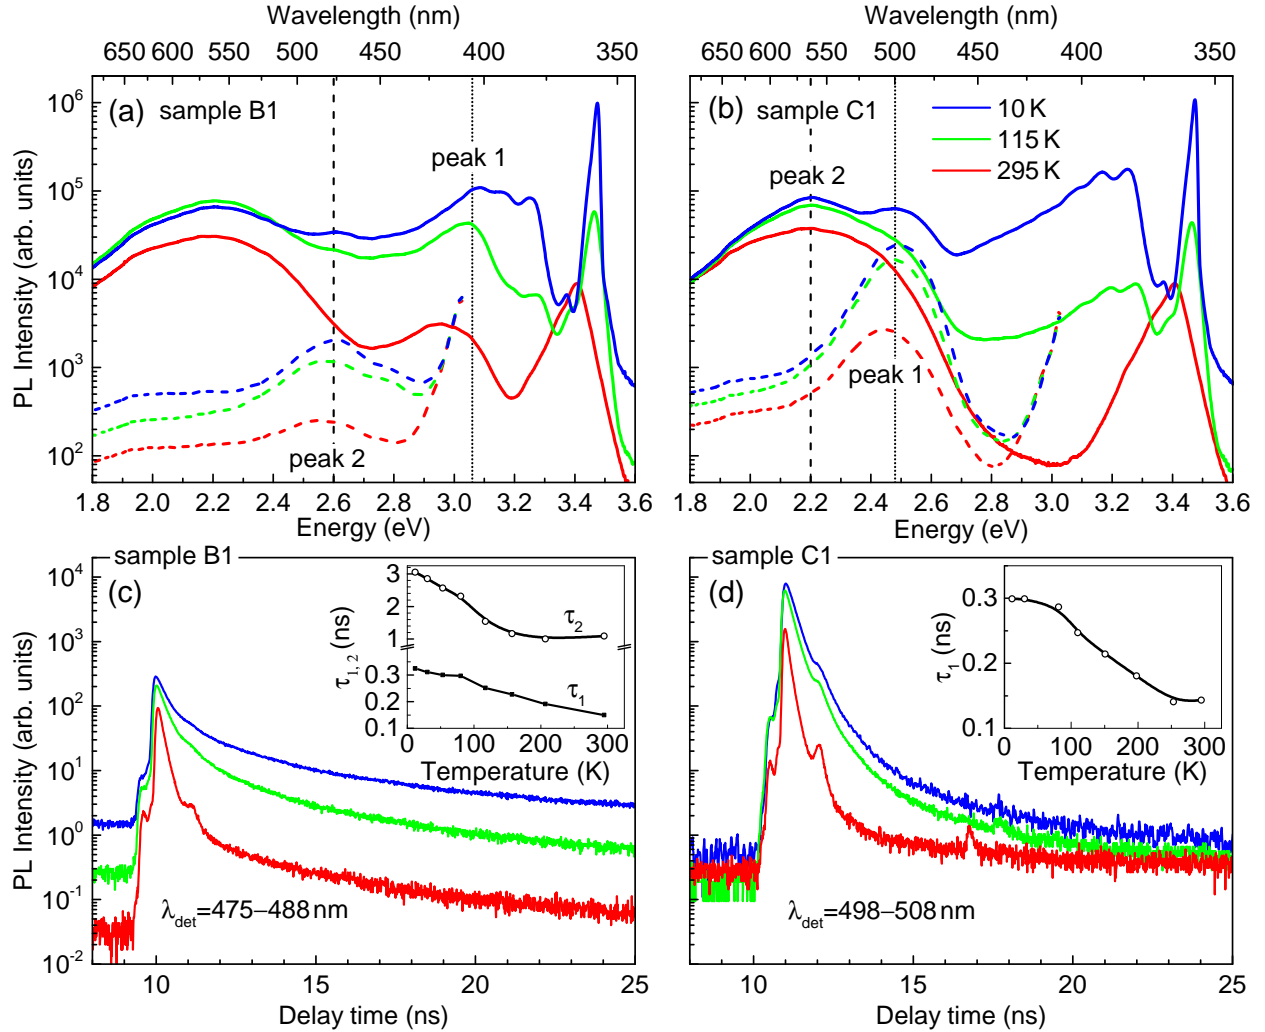 Wavelength (nm)
650 600 550 500 450 400 350
Wavelength (nm)
650 600 550 500 450 400 350
PL Intensity (arb. units)
10^6
10^5
10^4
10^3
10^2
(a) sample B1
peak 1
peak 2
1.8 2.0 2.2 2.4 2.6 2.8 3.0 3.2 3.4 3.6
Energy (eV)
(b) sample C1
10 K
115 K
295 K
peak 2
peak 1
1.8 2.0 2.2 2.4 2.6 2.8 3.0 3.2 3.4 3.6
Energy (eV)
sample B1
(c)
PL Intensity (arb. units)
10^4
10^3
10^2
10^1
10^0
10^-1
10^-2
τ_1, 2 (ns)
3
2
1
0.3
0.2
0.1
τ_2
τ_1
0 100 200 300
Temperature (K)
λ_det=475–488 nm
10 15 20 25
Delay time (ns)
sample C1
(d)
τ_1 (ns)
0.3
0.2
0.1
0 100 200 300
Temperature (K)
λ_det=498–508 nm
10 15 20 25
Delay time (ns)